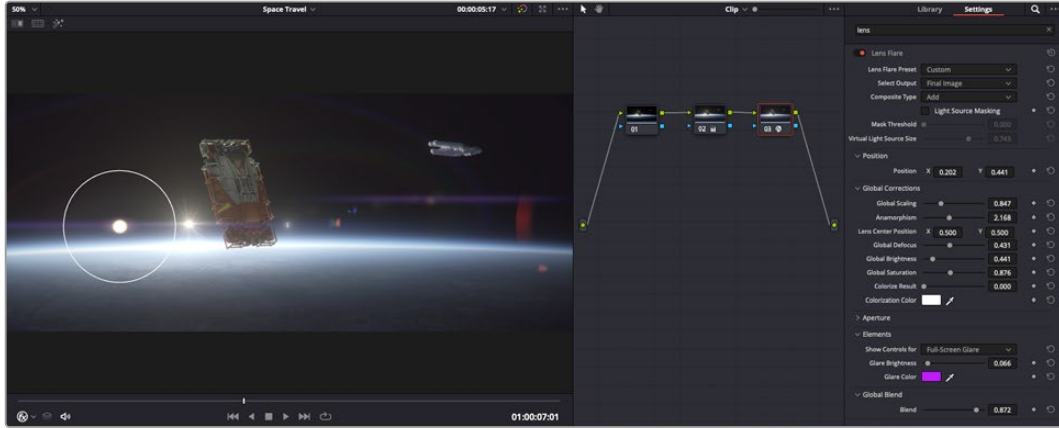 50%
Space Travel
00:00:05:17
Clip
Library
Settings
lens
Lens Flare
Lens Flare Preset Custom
Select Output Final Image
Composite Type Add
Light Source Masking
Mask Threshold 0.300
Virtual Light Source Size 0.745
Position
Position X 0.202 Y 0.441
Global Corrections
Global Scaling 0.847
Anamorphism 2.168
Lens Center Position X 0.500 Y 0.500
Global Defocus 0.431
Global Brightness 0.441
Global Saturation 0.876
Colorize Result 0.000
Colorization Color
Aperture
Elements
Show Controls for Full-Screen Glare
Glare Brightness 0.066
Glare Color
Global Blend
Blend 0.872
01
02
03
fx
01:00:07:01